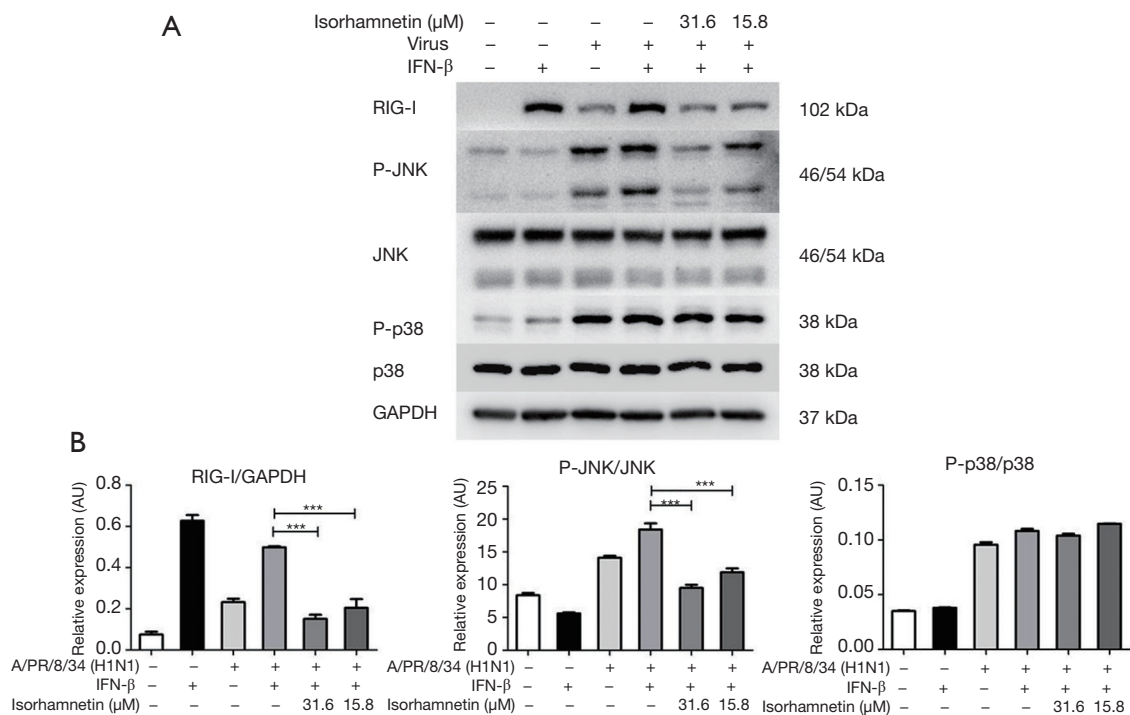 A
Isorhamnetin (µM) – – – – 31.6 15.8
Virus – – + + + +
IFN-β – + – + + +
RIG-I 102 kDa
P-JNK 46/54 kDa
JNK 46/54 kDa
P-p38 38 kDa
p38 38 kDa
GAPDH 37 kDa
B
RIG-I/GAPDH
Relative expression (AU)
0.8
0.6
0.4
0.2
0.0
***
***
A/PR/8/34 (H1N1) – – + + + +
IFN-β – + – + + +
Isorhamnetin (µM) – – – – 31.6 15.8
P-JNK/JNK
Relative expression (AU)
25
20
15
10
5
0
***
***
A/PR/8/34 (H1N1) – – + + + +
IFN-β – + – + + +
Isorhamnetin (µM) – – – – 31.6 15.8
P-p38/p38
Relative expression (AU)
0.15
0.10
0.05
0.00
A/PR/8/34 (H1N1) – – + + + +
IFN-β – + – + + +
Isorhamnetin (µM) – – – – 31.6 15.8